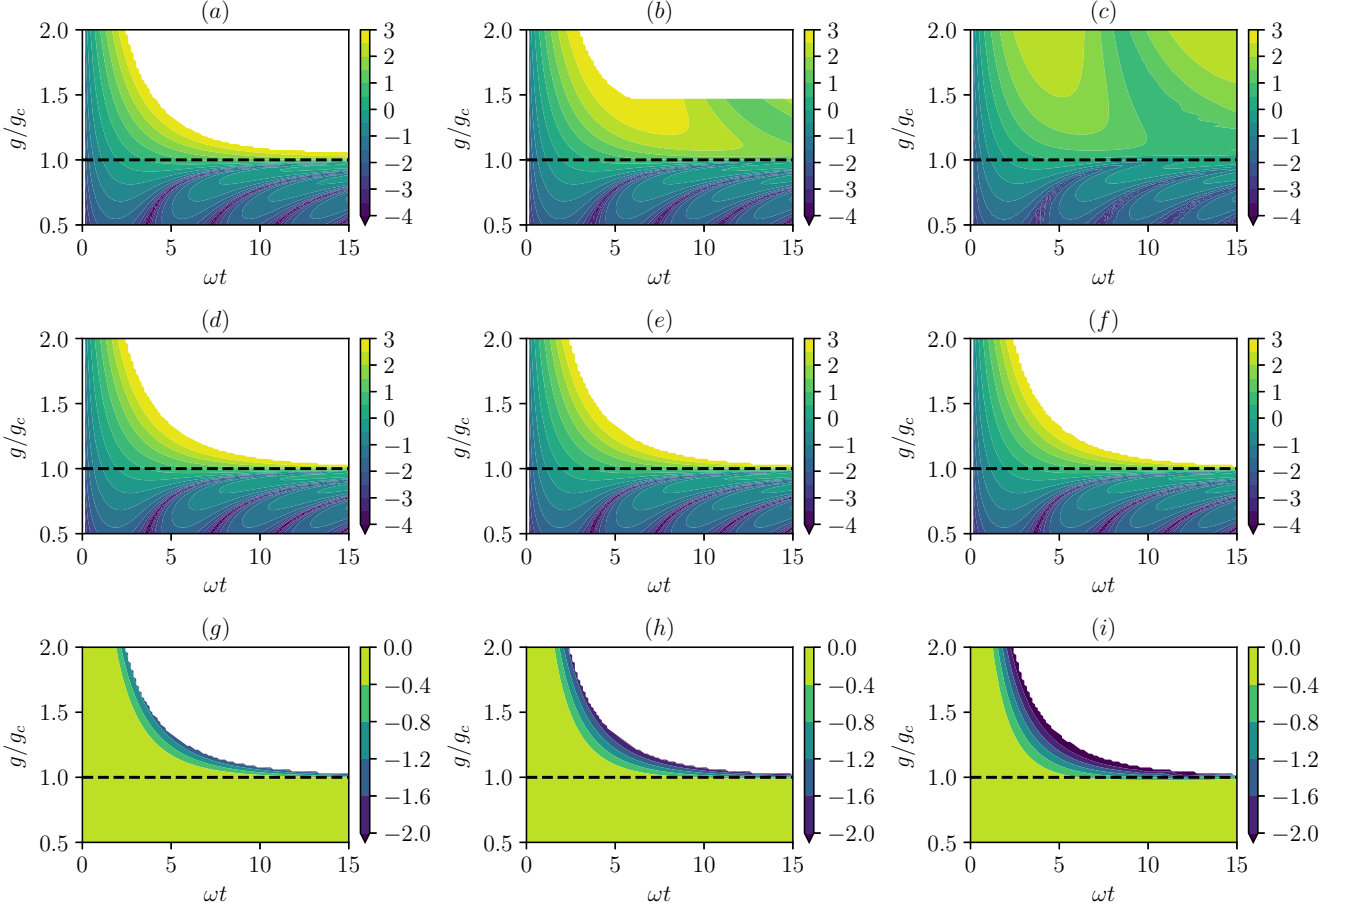 (a) (b) (c)
2.0 3 2.0 3 2.0 3
2 2 2
1.5 1 1.5 1 1.5 1
g/g_c 0 g/g_c 0 g/g_c 0
1.0 −1 1.0 −1 1.0 −1
−2 −2 −2
−3 −3 −3
0.5 −4 0.5 −4 0.5 −4
0 5 10 15 0 5 10 15 0 5 10 15
ωt ωt ωt
(d) (e) (f)
2.0 3 2.0 3 2.0 3
2 2 2
1.5 1 1.5 1 1.5 1
g/g_c 0 g/g_c 0 g/g_c 0
1.0 −1 1.0 −1 1.0 −1
−2 −2 −2
−3 −3 −3
0.5 −4 0.5 −4 0.5 −4
0 5 10 15 0 5 10 15 0 5 10 15
ωt ωt ωt
(g) (h) (i)
2.0 0.0 2.0 0.0 2.0 0.0
−0.4 −0.4 −0.4
1.5 −0.8 1.5 −0.8 1.5 −0.8
g/g_c −1.2 g/g_c −1.2 g/g_c −1.2
1.0 −1.6 1.0 −1.6 1.0 −1.6
0.5 −2.0 0.5 −2.0 0.5 −2.0
0 5 10 15 0 5 10 15 0 5 10 15
ωt ωt ωt